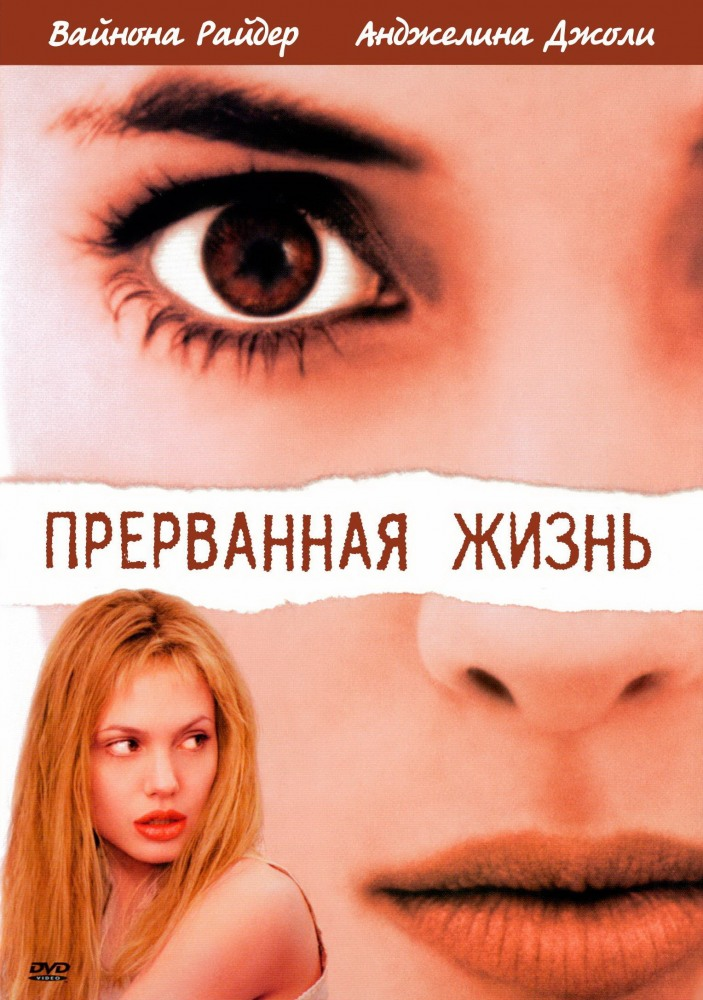 Вайнона Райдер Анджелина Джоли
ПРЕРВАННАЯ ЖИЗНЬ
DVD
VIDEO